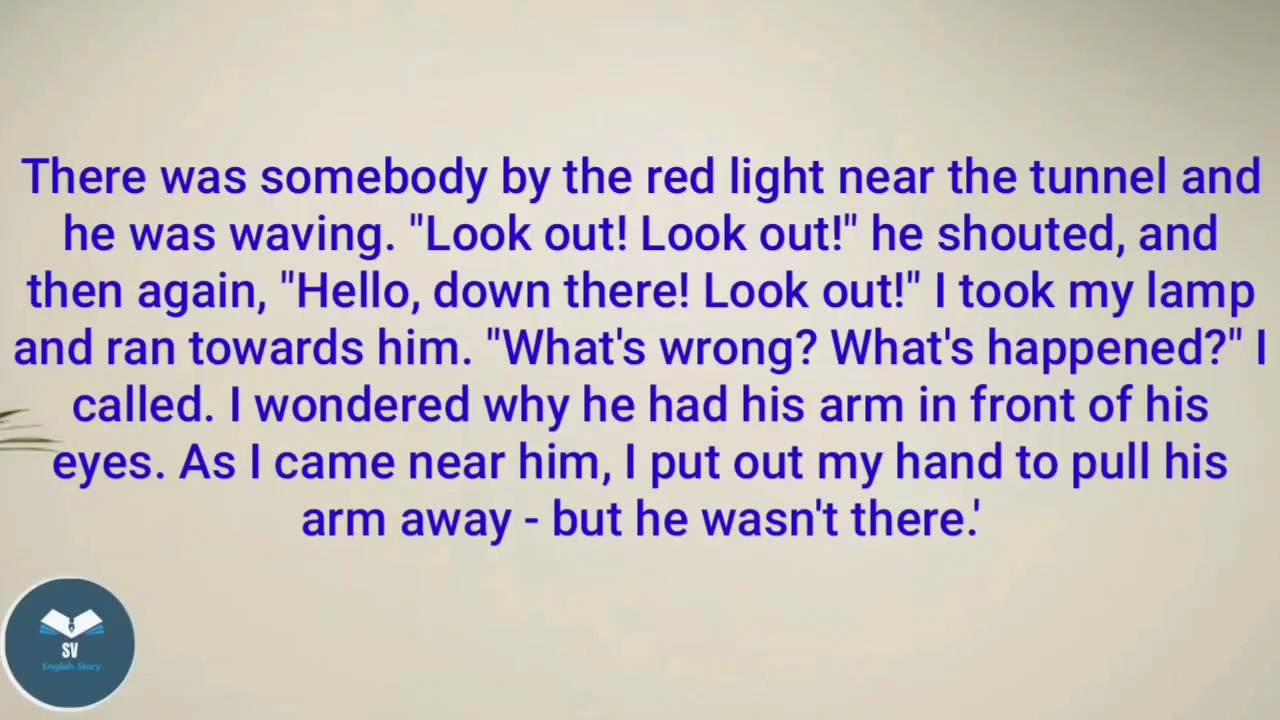 There was somebody by the red light near the tunnel and
he was waving. "Look out! Look out!" he shouted, and
then again, "Hello, down there! Look out!" I took my lamp
and ran towards him. "What's wrong? What's happened?" I
called. I wondered why he had his arm in front of his
eyes. As I came near him, I put out my hand to pull his
arm away - but he wasn't there.'
SV
English Story